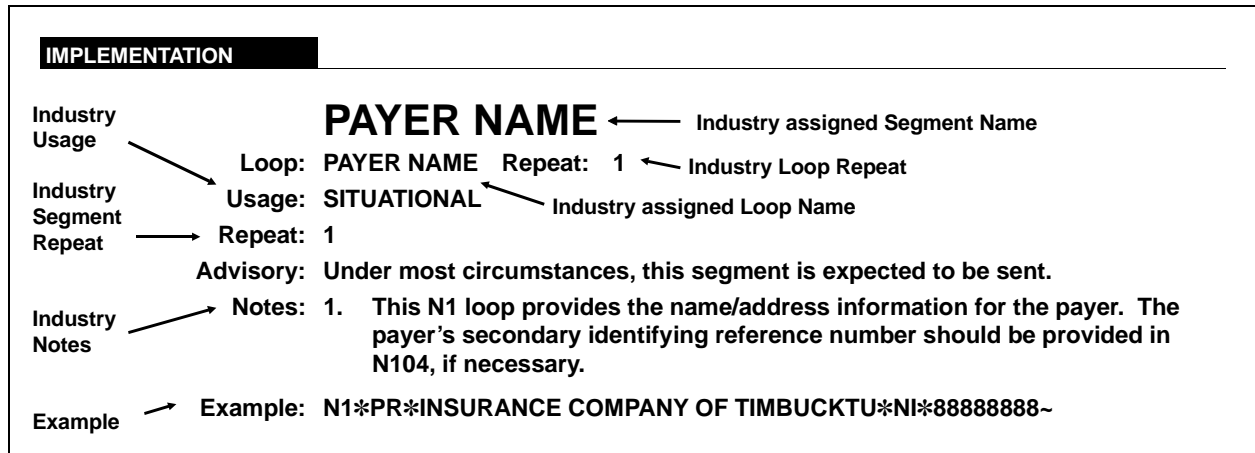 IMPLEMENTATION
Industry
Usage
PAYER NAME
Industry assigned Segment Name
Loop: PAYER NAME Repeat: 1
Industry Loop Repeat
Industry
Segment
Repeat
Usage: SITUATIONAL
Industry assigned Loop Name
Repeat: 1
Advisory: Under most circumstances, this segment is expected to be sent.
Industry
Notes
Notes: 1. This N1 loop provides the name/address information for the payer. The
payer’s secondary identifying reference number should be provided in
N104, if necessary.
Example
Example: N1✽PR✽INSURANCE COMPANY OF TIMBUCKTU✽NI✽88888888~